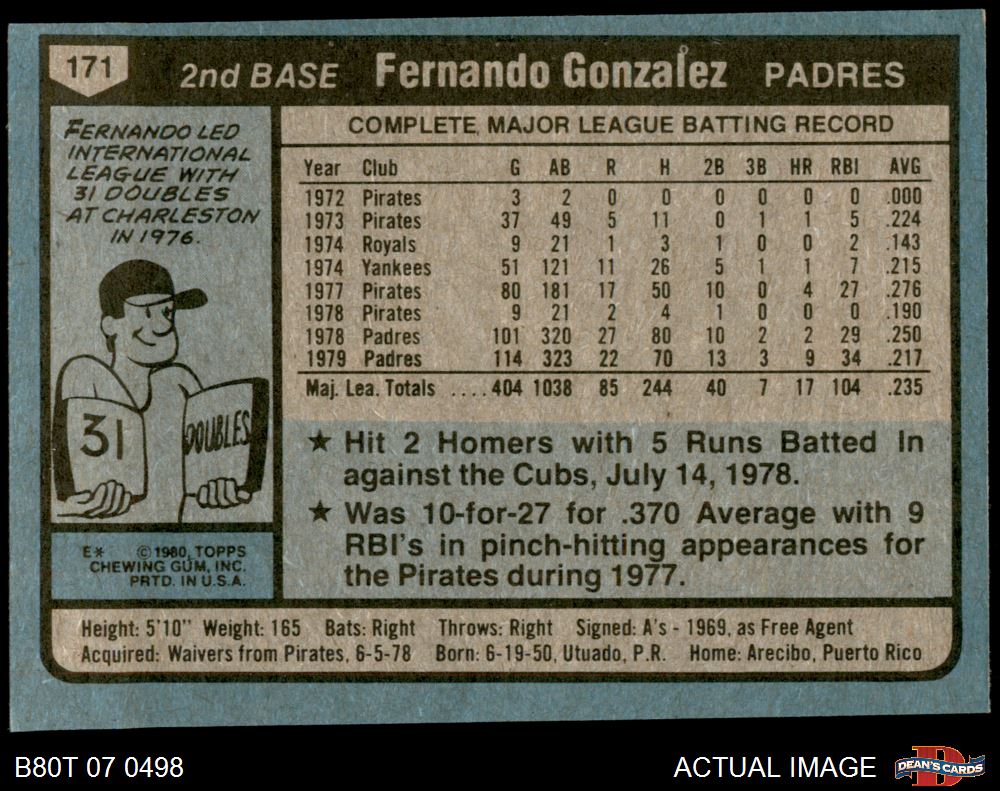 171
2nd BASE Fernando Gonzalez PADRES
FERNANDO LED
INTERNATIONAL
LEAGUE WITH
31 DOUBLES
AT CHARLESTON
IN 1976.
31 DOUBLES
E* © 1980, TOPPS
CHEWING GUM, INC.
PRTD. IN U.S.A.
COMPLETE MAJOR LEAGUE BATTING RECORD
Year Club G AB R H 2B 3B HR RBI AVG
1972 Pirates 3 2 0 0 0 0 0 0 .000
1973 Pirates 37 49 5 11 0 1 1 5 .224
1974 Royals 9 21 1 3 1 0 0 2 .143
1974 Yankees 51 121 11 26 5 1 1 7 .215
1977 Pirates 80 181 17 50 10 0 4 27 .276
1978 Pirates 9 21 2 4 1 0 0 0 .190
1978 Padres 101 320 27 80 10 2 2 29 .250
1979 Padres 114 323 22 70 13 3 9 34 .217
Maj. Lea. Totals ....404 1038 85 244 40 7 17 104 .235
★ Hit 2 Homers with 5 Runs Batted In
against the Cubs, July 14, 1978.
★ Was 10-for-27 for .370 Average with 9
RBI's in pinch-hitting appearances for
the Pirates during 1977.
Height: 5'10" Weight: 165 Bats: Right Throws: Right Signed: A's - 1969, as Free Agent
Acquired: Waivers from Pirates, 6-5-78 Born: 6-19-50, Utuado, P.R. Home: Arecibo, Puerto Rico
B80T 07 0498 ACTUAL IMAGE DEAN'S CARDS